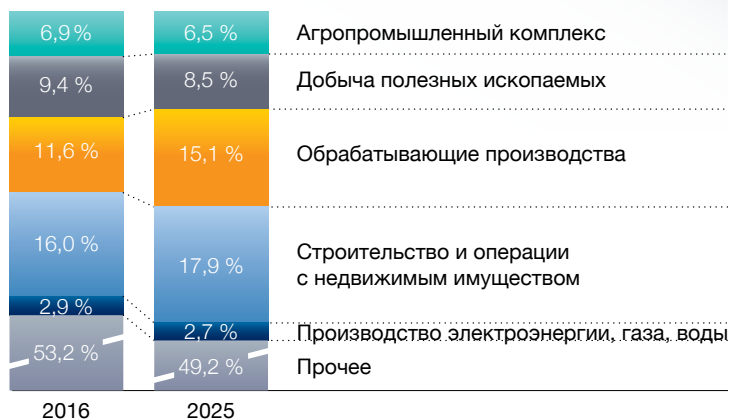 6,9 %
6,5 %
Агропромышленный комплекс
9,4 %
8,5 %
Добыча полезных ископаемых
11,6 %
15,1 %
Обрабатывающие производства
16,0 %
17,9 %
Строительство и операции
с недвижимым имуществом
2,9 %
2,7 %
Производство электроэнергии, газа, воды
53,2 %
49,2 %
Прочее
2016
2025